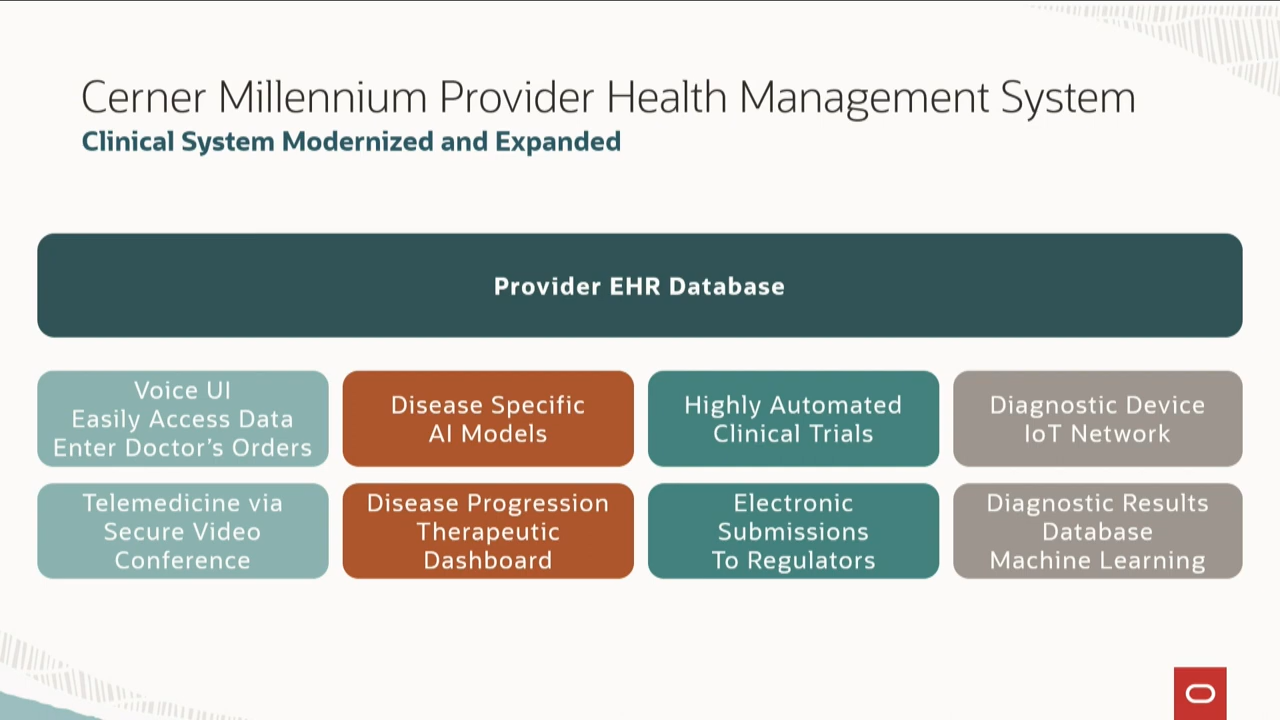 Cerner Millennium Provider Health Management System
Clinical System Modernized and Expanded
Provider EHR Database
Voice UI
Easily Access Data
Enter Doctor’s Orders
Disease Specific
AI Models
Highly Automated
Clinical Trials
Diagnostic Device
IoT Network
Telemedicine via
Secure Video
Conference
Disease Progression
Therapeutic
Dashboard
Electronic
Submissions
To Regulators
Diagnostic Results
Database
Machine Learning